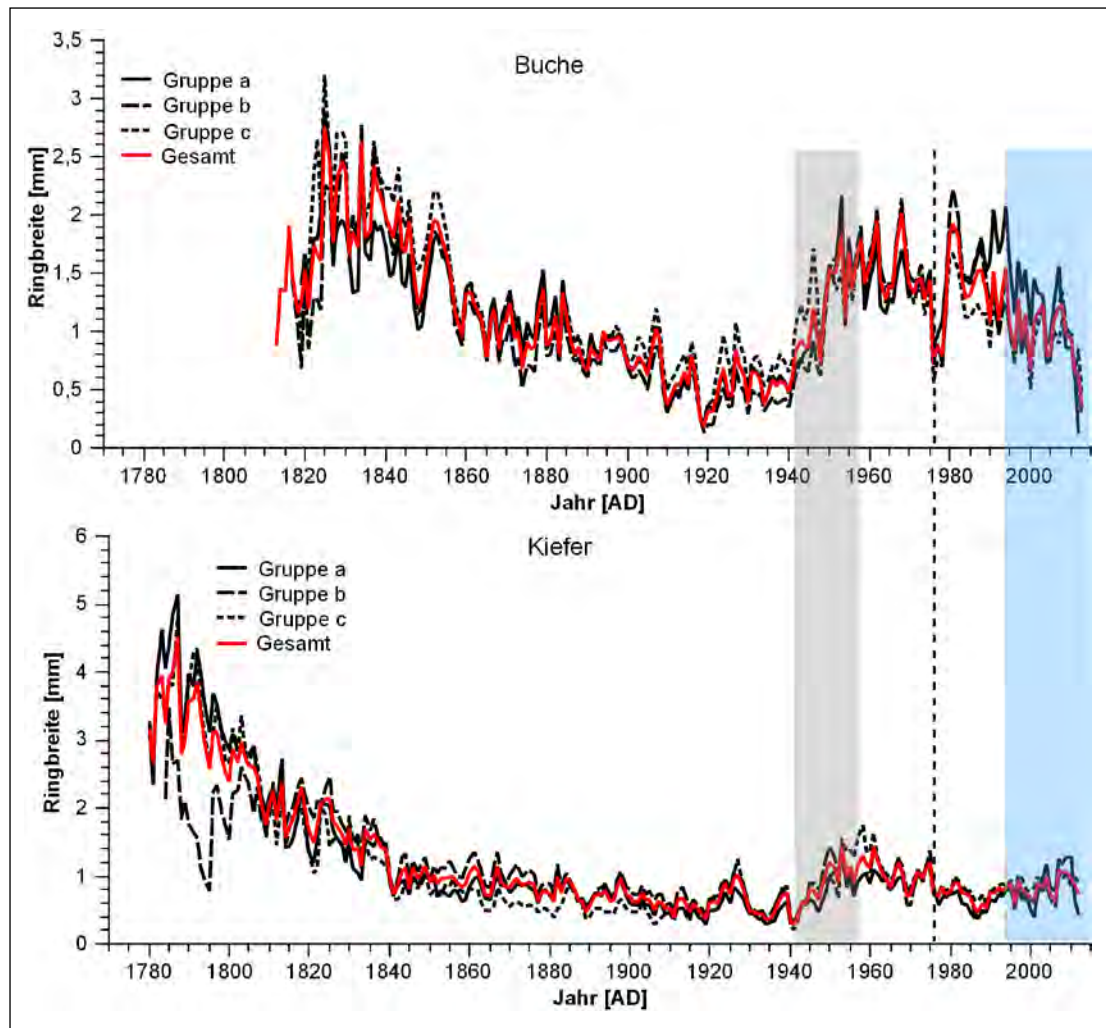 Buche
Gruppe a
Gruppe b
Gruppe c
Gesamt
Ringbreite [mm]
3,5
3
2,5
2
1,5
1
0,5
0
1780 1800 1820 1840 1860 1880 1900 1920 1940 1960 1980 2000
Jahr [AD]
Kiefer
Gruppe a
Gruppe b
Gruppe c
Gesamt
Ringbreite [mm]
6
5
4
3
2
1
0
1780 1800 1820 1840 1860 1880 1900 1920 1940 1960 1980 2000
Jahr [AD]